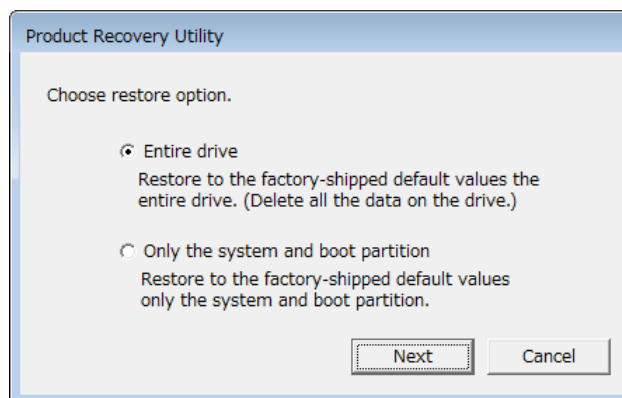 Product Recovery Utility
Choose restore option.
Entire drive
Restore to the factory-shipped default values the
entire drive. (Delete all the data on the drive.)
Only the system and boot partition
Restore to the factory-shipped default values
only the system and boot partition.
Next
Cancel